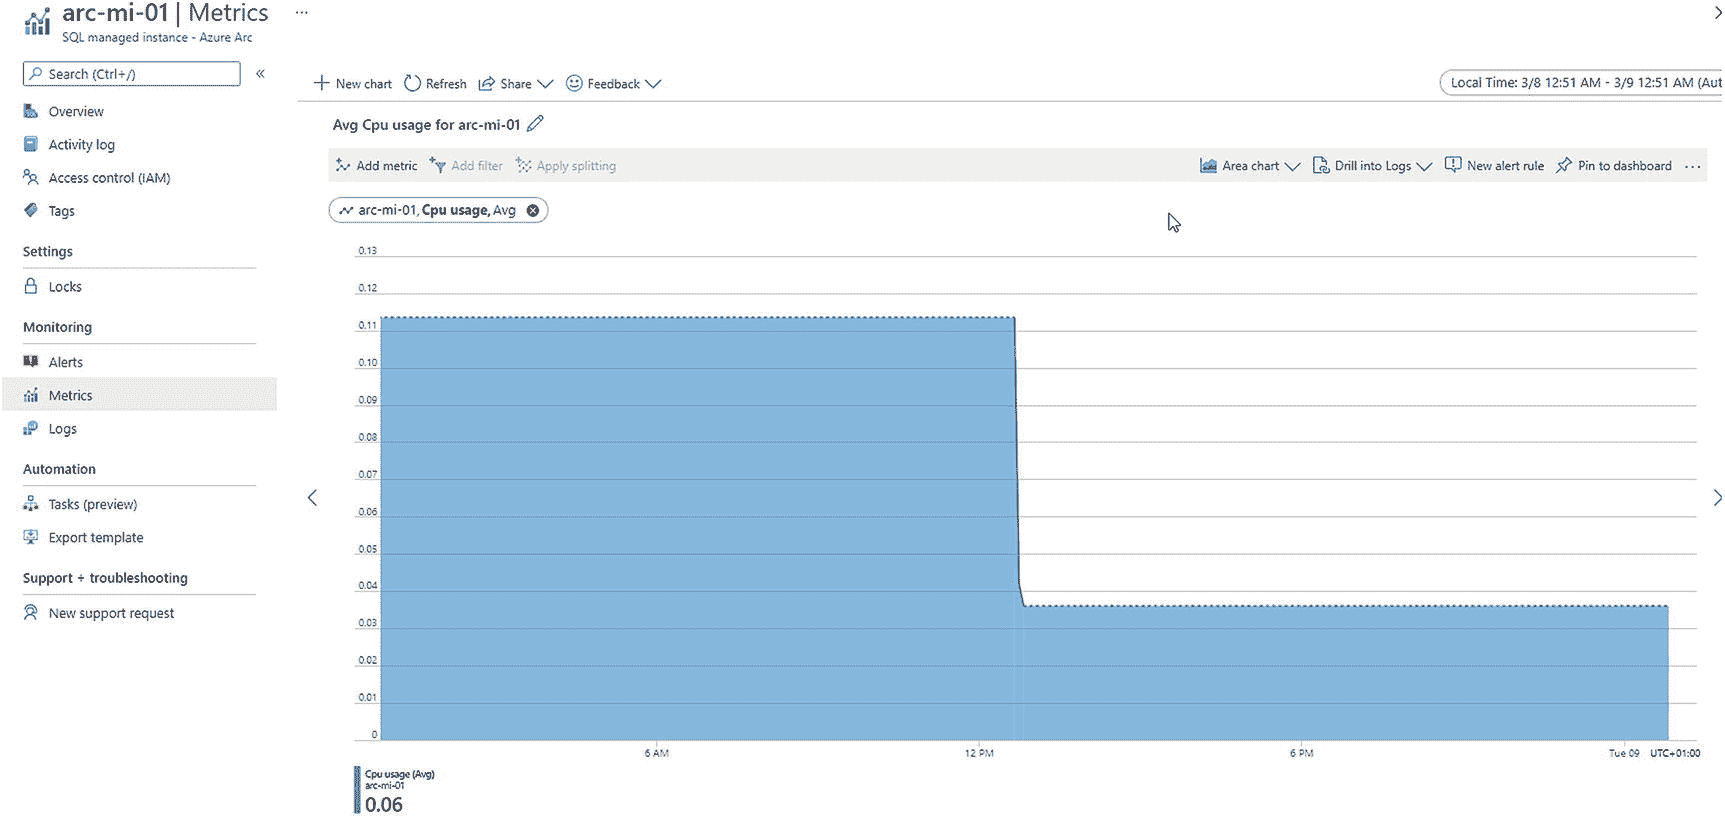 arc-mi-01 | Metrics ...
SQL managed instance - Azure Arc
Search (Ctrl+/)
Overview
Activity log
Access control (IAM)
Tags
Settings
Locks
Monitoring
Alerts
Metrics
Logs
Automation
Tasks (preview)
Export template
Support + troubleshooting
New support request
New chart Refresh Share Feedback
Local Time: 3/8 12:51 AM - 3/9 12:51 AM (Aut
Avg Cpu usage for arc-mi-01
Add metric Add filter Apply splitting Area chart Drill into Logs New alert rule Pin to dashboard ...
arc-mi-01, Cpu usage, Avg
0.13
0.12
0.11
0.10
0.09
0.08
0.07
0.06
0.05
0.04
0.03
0.02
0.01
0
6 AM 12 PM 6 PM Tue 09 UTC+01:00
Cpu usage (Avg)
arc-mi-01
0.06